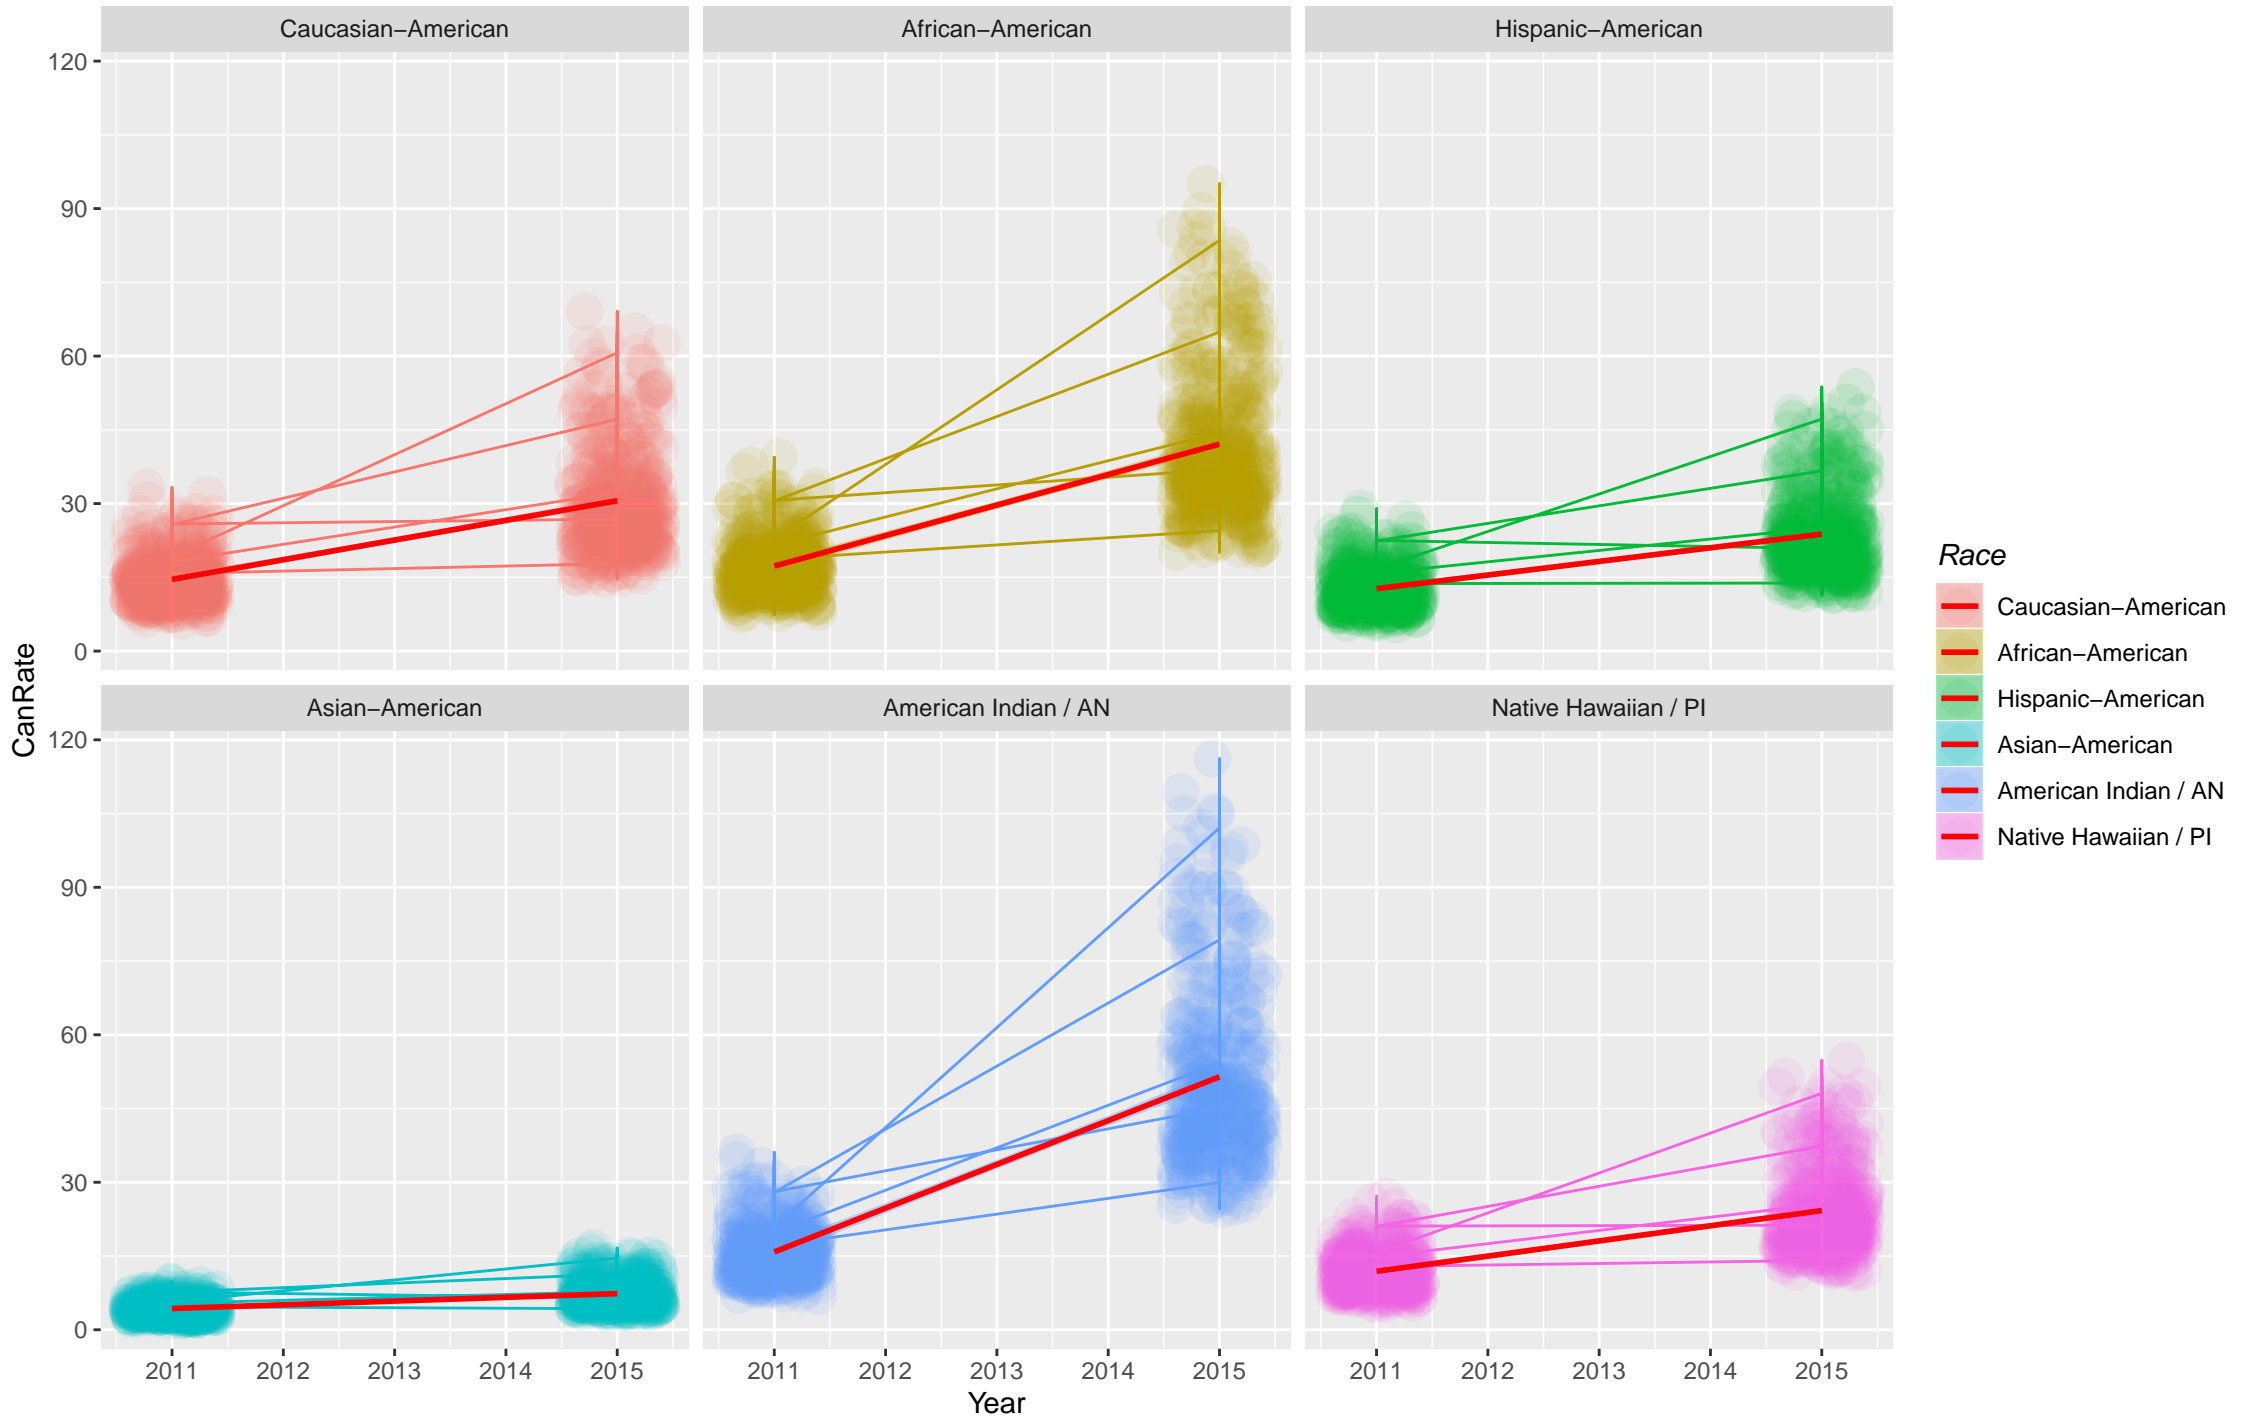 Caucasian−American African−American Hispanic−American
120
90
60
30
0
CanRate
Asian−American American Indian / AN Native Hawaiian / PI
120
90
60
30
0
2011 2012 2013 2014 2015 2011 2012 2013 2014 2015 2011 2012 2013 2014 2015
Year
Race
Caucasian−American
African−American
Hispanic−American
Asian−American
American Indian / AN
Native Hawaiian / PI